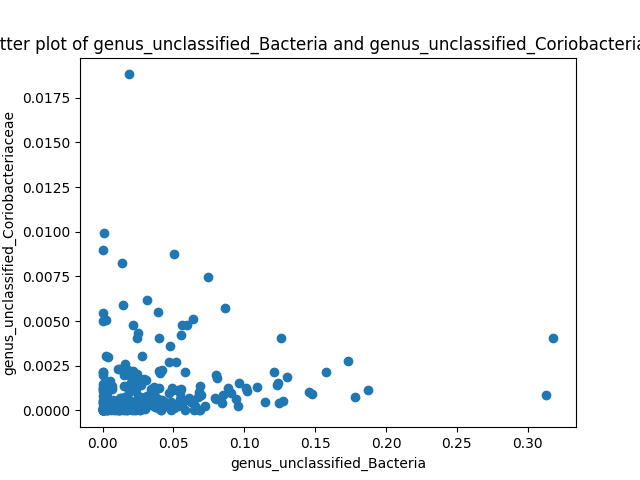 tter plot of genus_unclassified_Bacteria and genus_unclassified_Coriobacteria
0.0175
0.0150
0.0125
0.0100
0.0075
0.0050
0.0025
0.0000
genus_unclassified_Coriobacteriaceae
0.00 0.05 0.10 0.15 0.20 0.25 0.30
genus_unclassified_Bacteria